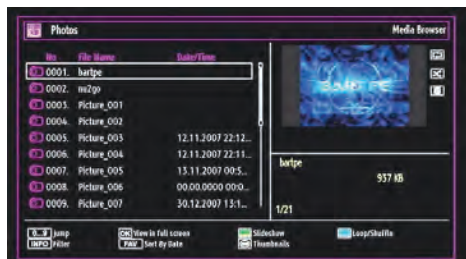 Photos Media Browser
No File Name Date/Time
0001. bartpe
0002. nu2go
0003. Picture_001
0004. Picture_002
0005. Picture_003 12.11.2007 22:12...
0006. Picture_004 12.11.2007 22:11...
0007. Picture_005 13.11.2007 00:5...
0008. Picture_006 00.00.0000 00:0...
0009. Picture_007 30.12.2007 13:1...
bartpe
937 KB
1/21
0...9 Jump OK View in full screen Slideshow Loop/Shuffle
INFO Filter FAV Sort By Date Thumbnails